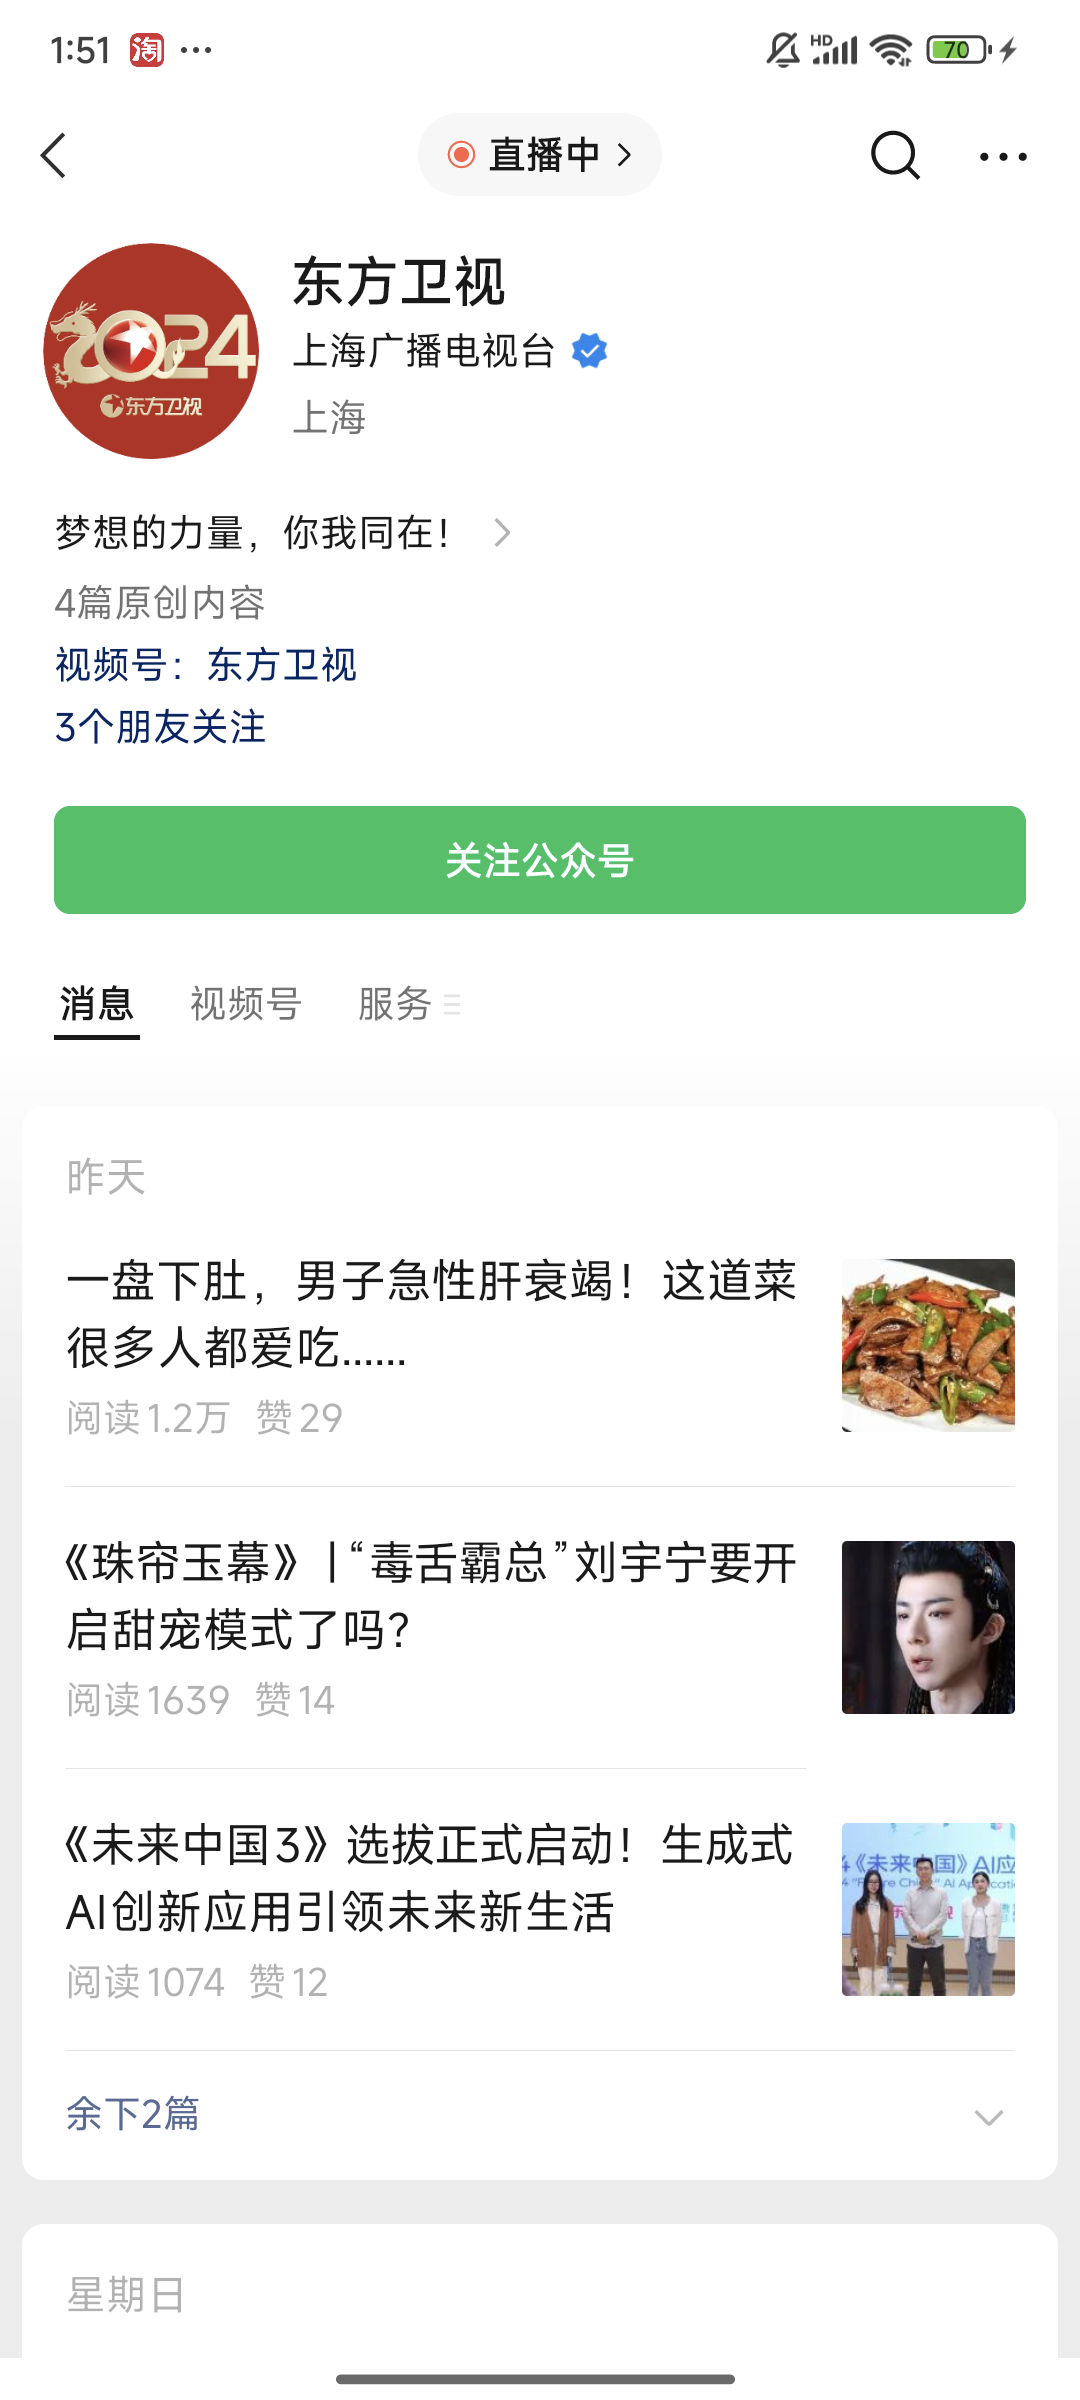 1:51 淘 ···
HD 70
直播中
2024
东方卫视
东方卫视
上海广播电视台
上海
梦想的力量，你我同在！
4篇原创内容
视频号：东方卫视
3个朋友关注
关注公众号
消息 视频号 服务
昨天
一盘下肚，男子急性肝衰竭！这道菜
很多人都爱吃......
阅读 1.2万 赞 29
《珠帘玉幕》 | “毒舌霸总”刘宇宁要开
启甜宠模式了吗？
阅读 1639 赞 14
《未来中国3》选拔正式启动！生成式
AI创新应用引领未来新生活
阅读 1074 赞 12
4《未来中国》AI应
余下2篇
星期日